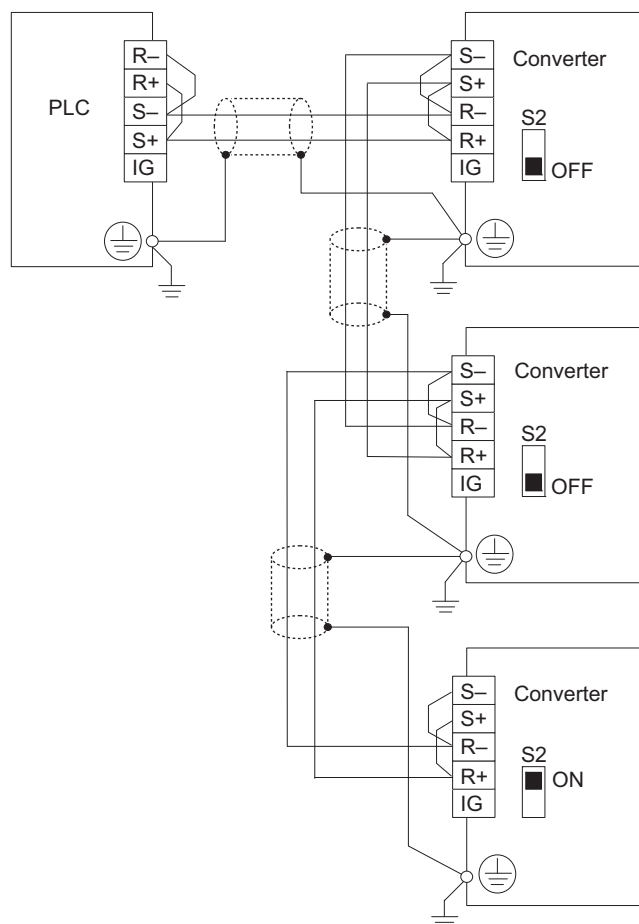 PLC
R–
R+
S–
S+
IG
S–
S+
R–
R+
IG
Converter
S2
OFF
S–
S+
R–
R+
IG
Converter
S2
OFF
S–
S+
R–
R+
IG
Converter
S2
ON